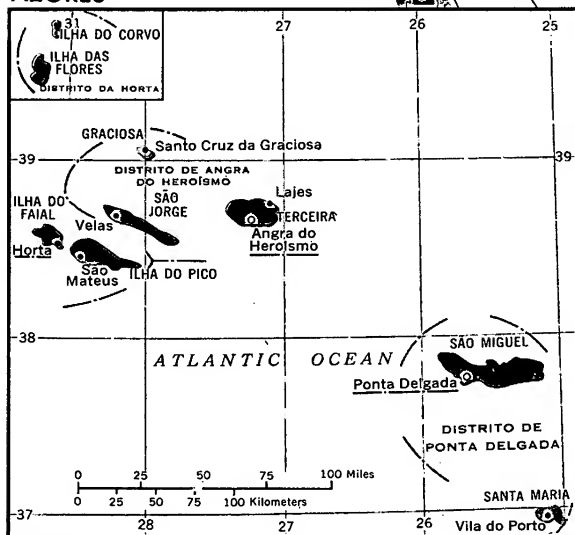 27
26
25
31
ILHA DO CORVO
ILHA DAS
FLORES
DISTRITO DA HORTA
GRACIOSA
Santo Cruz da Graciosa
39
39
DISTRITO DE ANGRA
DO HEROÍSMO
ILHA DO
FAIAL
SÃO
JORGE
Lajes
Velas
TERCEIRA
Angra do
Heroísmo
Horta
São
Mateus
ILHA DO PICO
38
38
ATLANTIC OCEAN
SÃO MIGUEL
Ponta Delgada
DISTRITO DE
PONTA DELGADA
0 25 50 75 100 Miles
0 25 50 75 100 Kilometers
SANTA MARIA
37
28
27
26
Vila do Porto